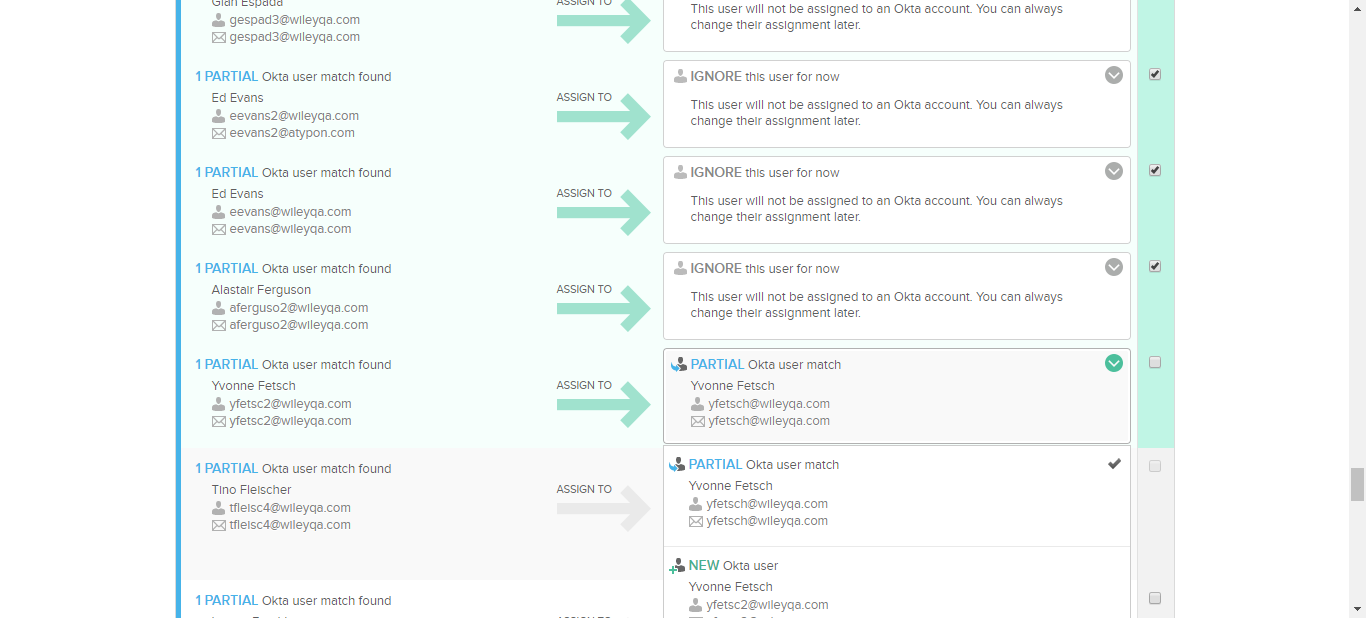 Gian Espada
gespad3@wileyqa.com
gespad3@wileyqa.com
ASSIGN TO
This user will not be assigned to an Okta account. You can always
change their assignment later.
1 PARTIAL Okta user match found
Ed Evans
eevans2@wileyqa.com
eevans2@atypon.com
ASSIGN TO
IGNORE this user for now
This user will not be assigned to an Okta account. You can always
change their assignment later.
1 PARTIAL Okta user match found
Ed Evans
eevans@wileyqa.com
eevans@wileyqa.com
ASSIGN TO
IGNORE this user for now
This user will not be assigned to an Okta account. You can always
change their assignment later.
1 PARTIAL Okta user match found
Alastair Ferguson
aferguso2@wileyqa.com
aferguso2@wileyqa.com
ASSIGN TO
IGNORE this user for now
This user will not be assigned to an Okta account. You can always
change their assignment later.
1 PARTIAL Okta user match found
Yvonne Fetsch
yfetsc2@wileyqa.com
yfetsc2@wileyqa.com
ASSIGN TO
PARTIAL Okta user match
Yvonne Fetsch
yfetsch@wileyqa.com
yfetsch@wileyqa.com
1 PARTIAL Okta user match found
Tino Fleischer
tfleisc4@wileyqa.com
tfleisc4@wileyqa.com
ASSIGN TO
PARTIAL Okta user match
Yvonne Fetsch
yfetsch@wileyqa.com
yfetsch@wileyqa.com
NEW Okta user
Yvonne Fetsch
yfetsc2@wileyqa.com
1 PARTIAL Okta user match found